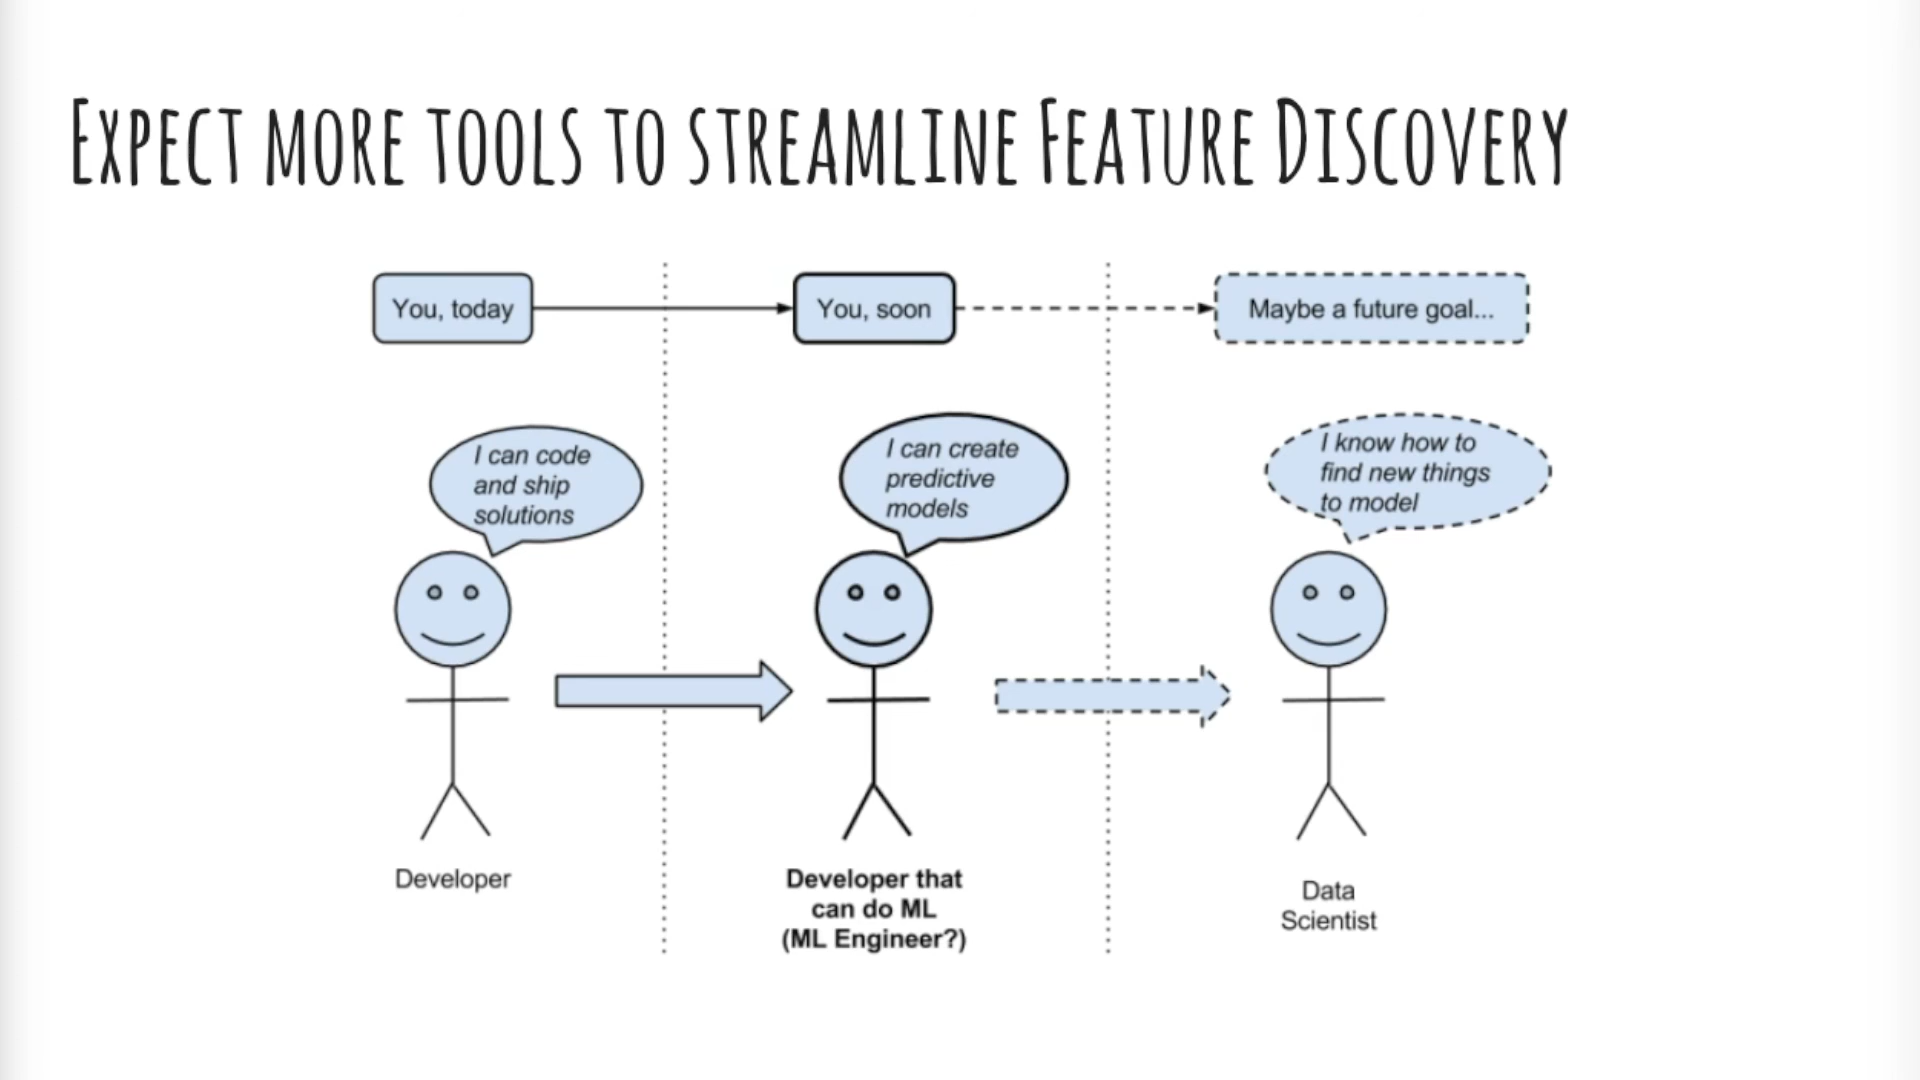 Expect more tools to streamline Feature Discovery
You, today
You, soon
Maybe a future goal...
I can code
and ship
solutions
I can create
predictive
models
I know how to
find new things
to model
Developer
Developer that
can do ML
(ML Engineer?)
Data
Scientist